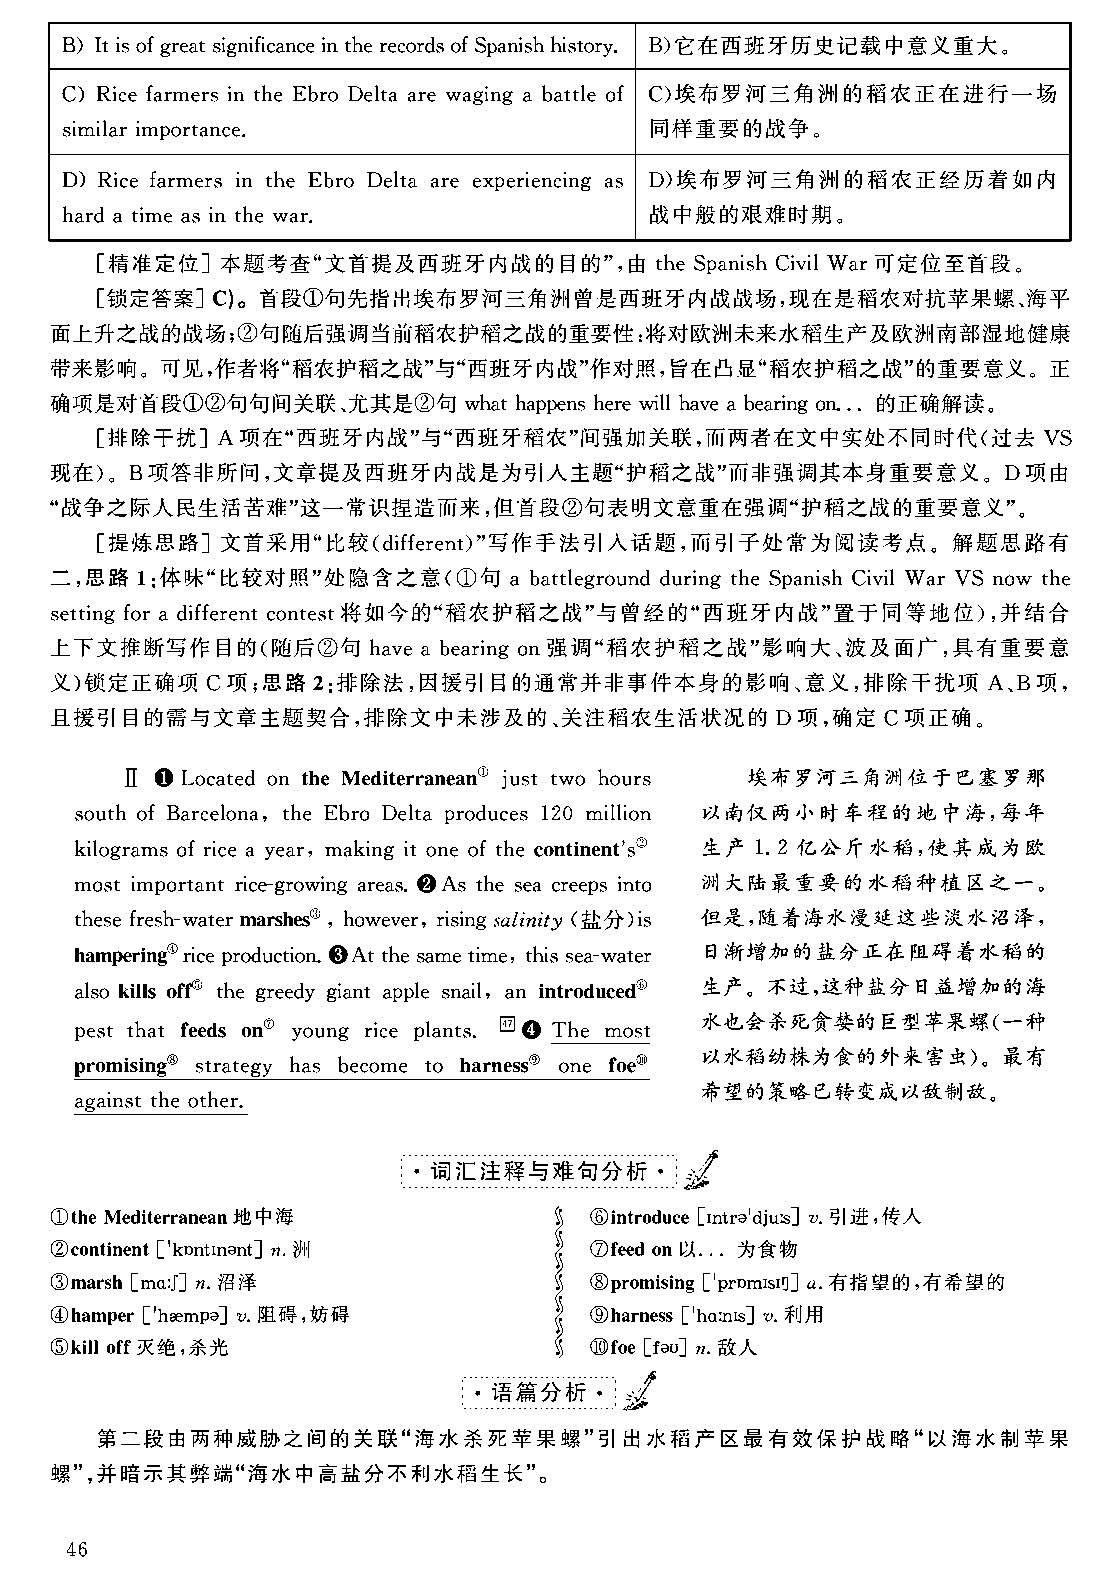 B) It is of great significance in the records of Spanish history.
B)它在西班牙历史记载中意义重大。
C) Rice farmers in the Ebro Delta are waging a battle of
similar importance.
C)埃布罗河三角洲的稻农正在进行一场
同样重要的战争。
D) Rice farmers in the Ebro Delta are experiencing as
hard a time as in the war.
D)埃布罗河三角洲的稻农正经历着如内
战中般的艰难时期。
[精准定位] 本题考查“文首提及西班牙内战的目的”,由 the Spanish Civil War 可定位至首段。
[锁定答案] C)。首段①句先指出埃布罗河三角洲曾是西班牙内战战场,现在是稻农对抗苹果螺、海平
面上升之战的战场;②句随后强调当前稻农护稻之战的重要性:将对欧洲未来水稻生产及欧洲南部湿地健康
带来影响。可见,作者将“稻农护稻之战”与“西班牙内战”作对照,旨在凸显“稻农护稻之战”的重要意义。正
确项是对首段①②句句间关联、尤其是②句 what happens here will have a bearing on... 的正确解读。
[排除干扰] A 项在“西班牙内战”与“西班牙稻农”间强加关联,而两者在文中实处不同时代(过去 VS
现在)。B 项答非所问,文章提及西班牙内战是为引入主题“护稻之战”而非强调其本身重要意义。D 项由
“战争之际人民生活苦难”这一常识捏造而来,但首段②句表明文意重在强调“护稻之战的重要意义”。
[提炼思路] 文首采用“比较(different)”写作手法引入话题,而引子处常为阅读考点。解题思路有
二,思路 1:体味“比较对照”处隐含之意(①句 a battleground during the Spanish Civil War VS now the
setting for a different contest 将如今的“稻农护稻之战”与曾经的“西班牙内战”置于同等地位),并结合
上下文推断写作目的(随后②句 have a bearing on 强调“稻农护稻之战”影响大、波及面广,具有重要意
义)锁定正确项 C 项;思路 2:排除法,因援引目的通常并非事件本身的影响、意义,排除干扰项 A、B 项,
且援引目的需与文章主题契合,排除文中未涉及的、关注稻农生活状况的 D 项,确定 C 项正确。
Ⅱ ❶ Located on the Mediterranean① just two hours
south of Barcelona, the Ebro Delta produces 120 million
kilograms of rice a year, making it one of the continent's②
most important rice-growing areas. ❷ As the sea creeps into
these fresh-water marshes③, however, rising salinity (盐分)is
hampering④ rice production. ❸ At the same time, this sea-water
also kills off⑤ the greedy giant apple snail, an introduced⑥
pest that feeds on⑦ young rice plants. 47 ❹ The most
promising⑧ strategy has become to harness⑨ one foe⑩
against the other.
埃布罗河三角洲位于巴塞罗那
以南仅两小时车程的地中海,每年
生产 1.2 亿公斤水稻,使其成为欧
洲大陆最重要的水稻种植区之一。
但是,随着海水漫延这些淡水沼泽,
日渐增加的盐分正在阻碍着水稻的
生产。不过,这种盐分日益增加的海
水也会杀死贪婪的巨型苹果螺(一种
以水稻幼株为食的外来害虫)。最有
希望的策略已转变成以敌制敌。
·词汇注释与难句分析·
①the Mediterranean 地中海
②continent ['kɒntɪnənt] n. 洲
③marsh [mɑːʃ] n. 沼泽
④hamper ['hæmpə] v. 阻碍,妨碍
⑤kill off 灭绝,杀光
⑥introduce [ɪntrə'djuːs] v. 引进,传入
⑦feed on 以... 为食物
⑧promising ['prɒmɪsɪŋ] a. 有指望的,有希望的
⑨harness ['hɑːnɪs] v. 利用
⑩foe [fəʊ] n. 敌人
·语篇分析·
第二段由两种威胁之间的关联“海水杀死苹果螺”引出水稻产区最有效保护战略“以海水制苹果
螺”,并暗示其弊端“海水中高盐分不利水稻生长”。
46